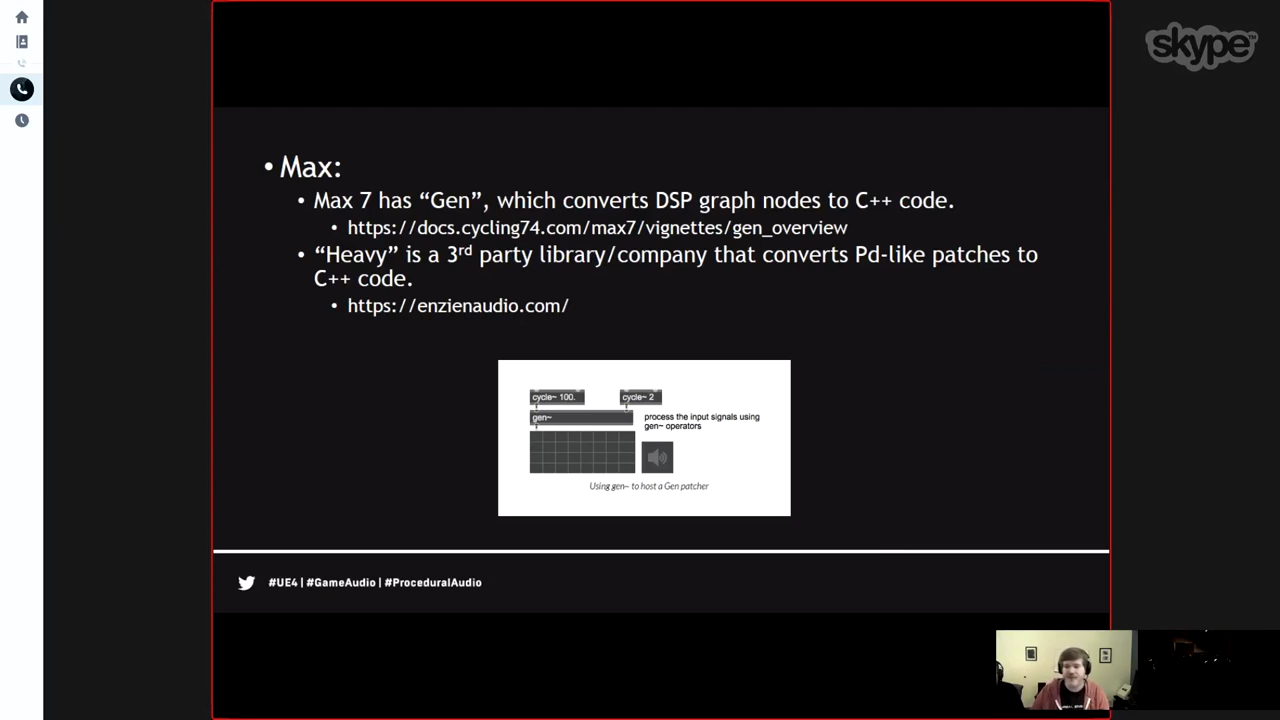 skype™
• Max:
• Max 7 has “Gen”, which converts DSP graph nodes to C++ code.
• https://docs.cycling74.com/max7/vignettes/gen_overview
• “Heavy” is a 3rd party library/company that converts Pd-like patches to
C++ code.
• https://enzienaudio.com/
cycle~ 100.
cycle~ 2
gen~
process the input signals using
gen~ operators
Using gen~ to host a Gen patcher
#UE4 | #GameAudio | #ProceduralAudio